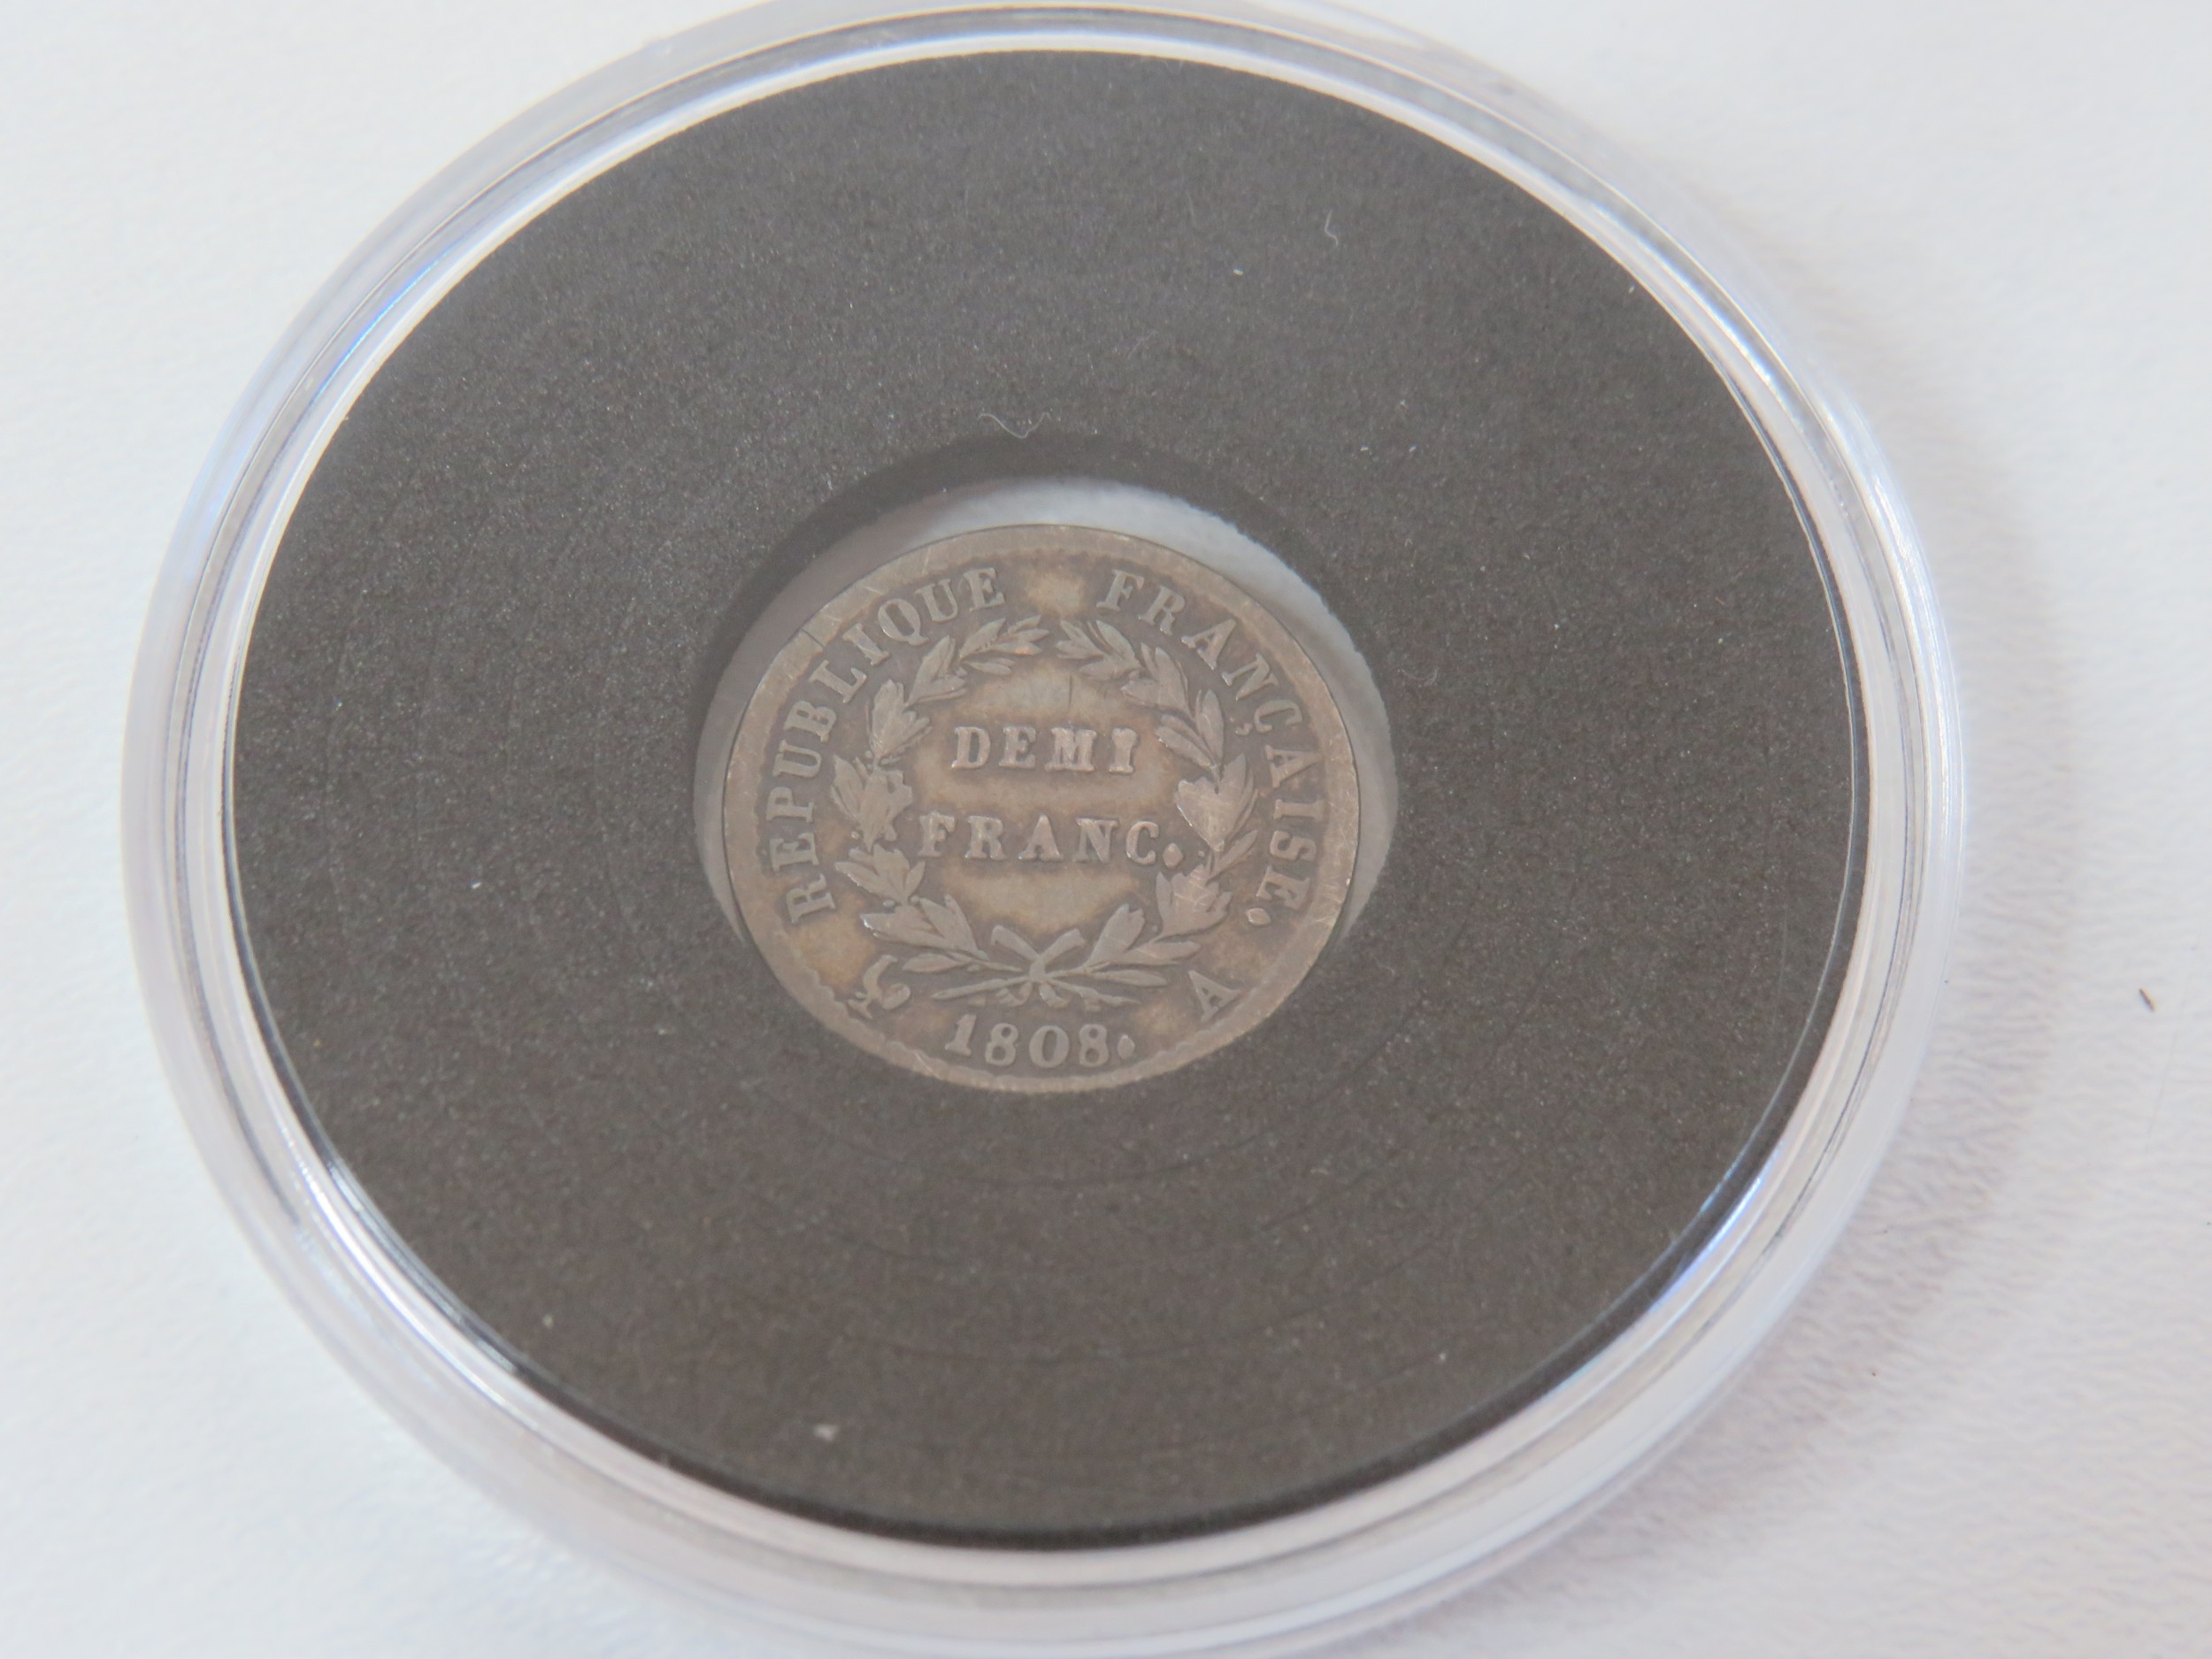 REPUBLIQUE FRANÇAISE.
DEMI
FRANC.
A
1808.